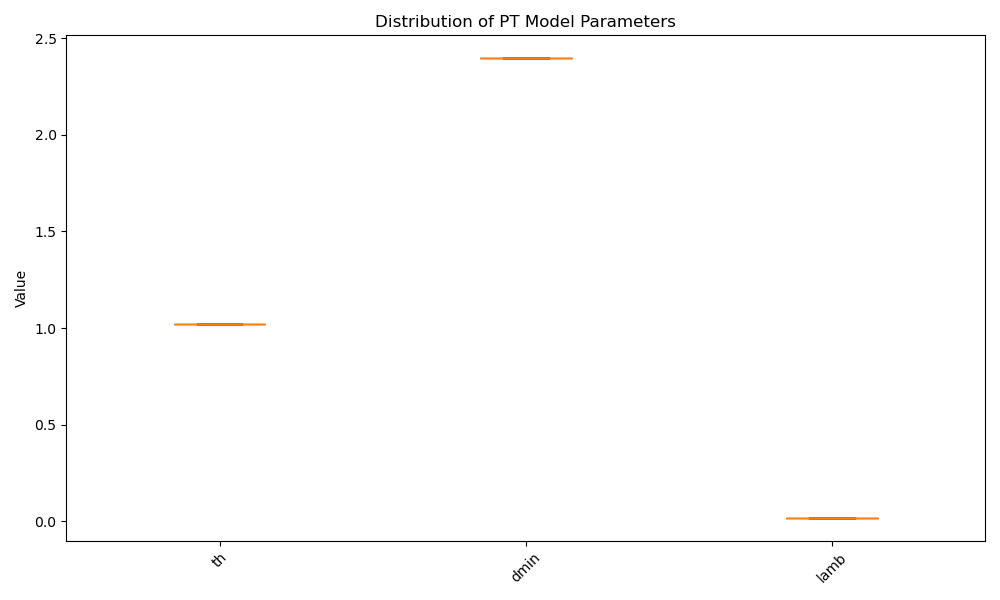 Distribution of PT Model Parameters
Value
2.5
2.0
1.5
1.0
0.5
0.0
th
dmin
lamb